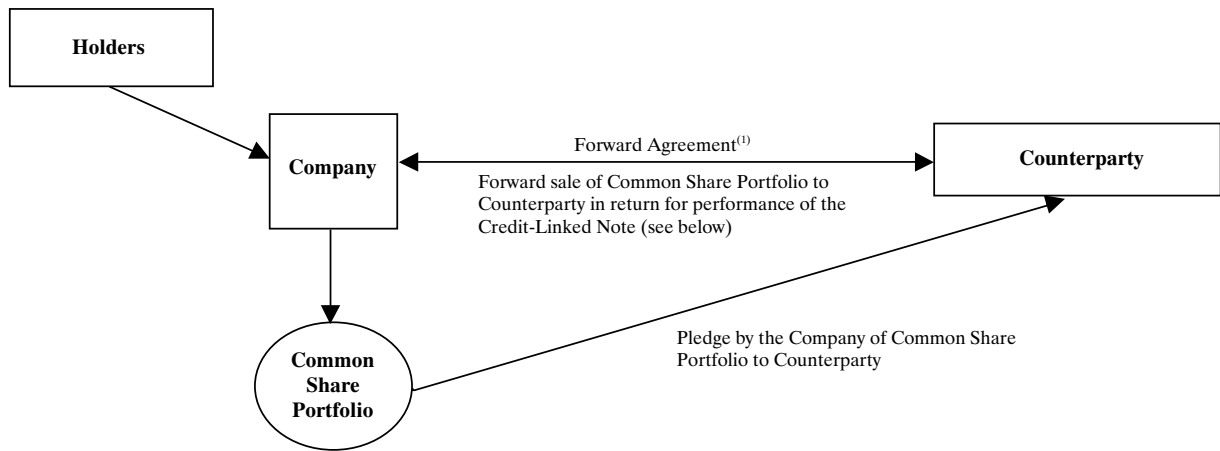 Holders
Company
Forward Agreement(1)
Counterparty
Forward sale of Common Share Portfolio to
Counterparty in return for performance of the
Credit-Linked Note (see below)
Pledge by the Company of Common Share
Portfolio to Counterparty
Common
Share
Portfolio